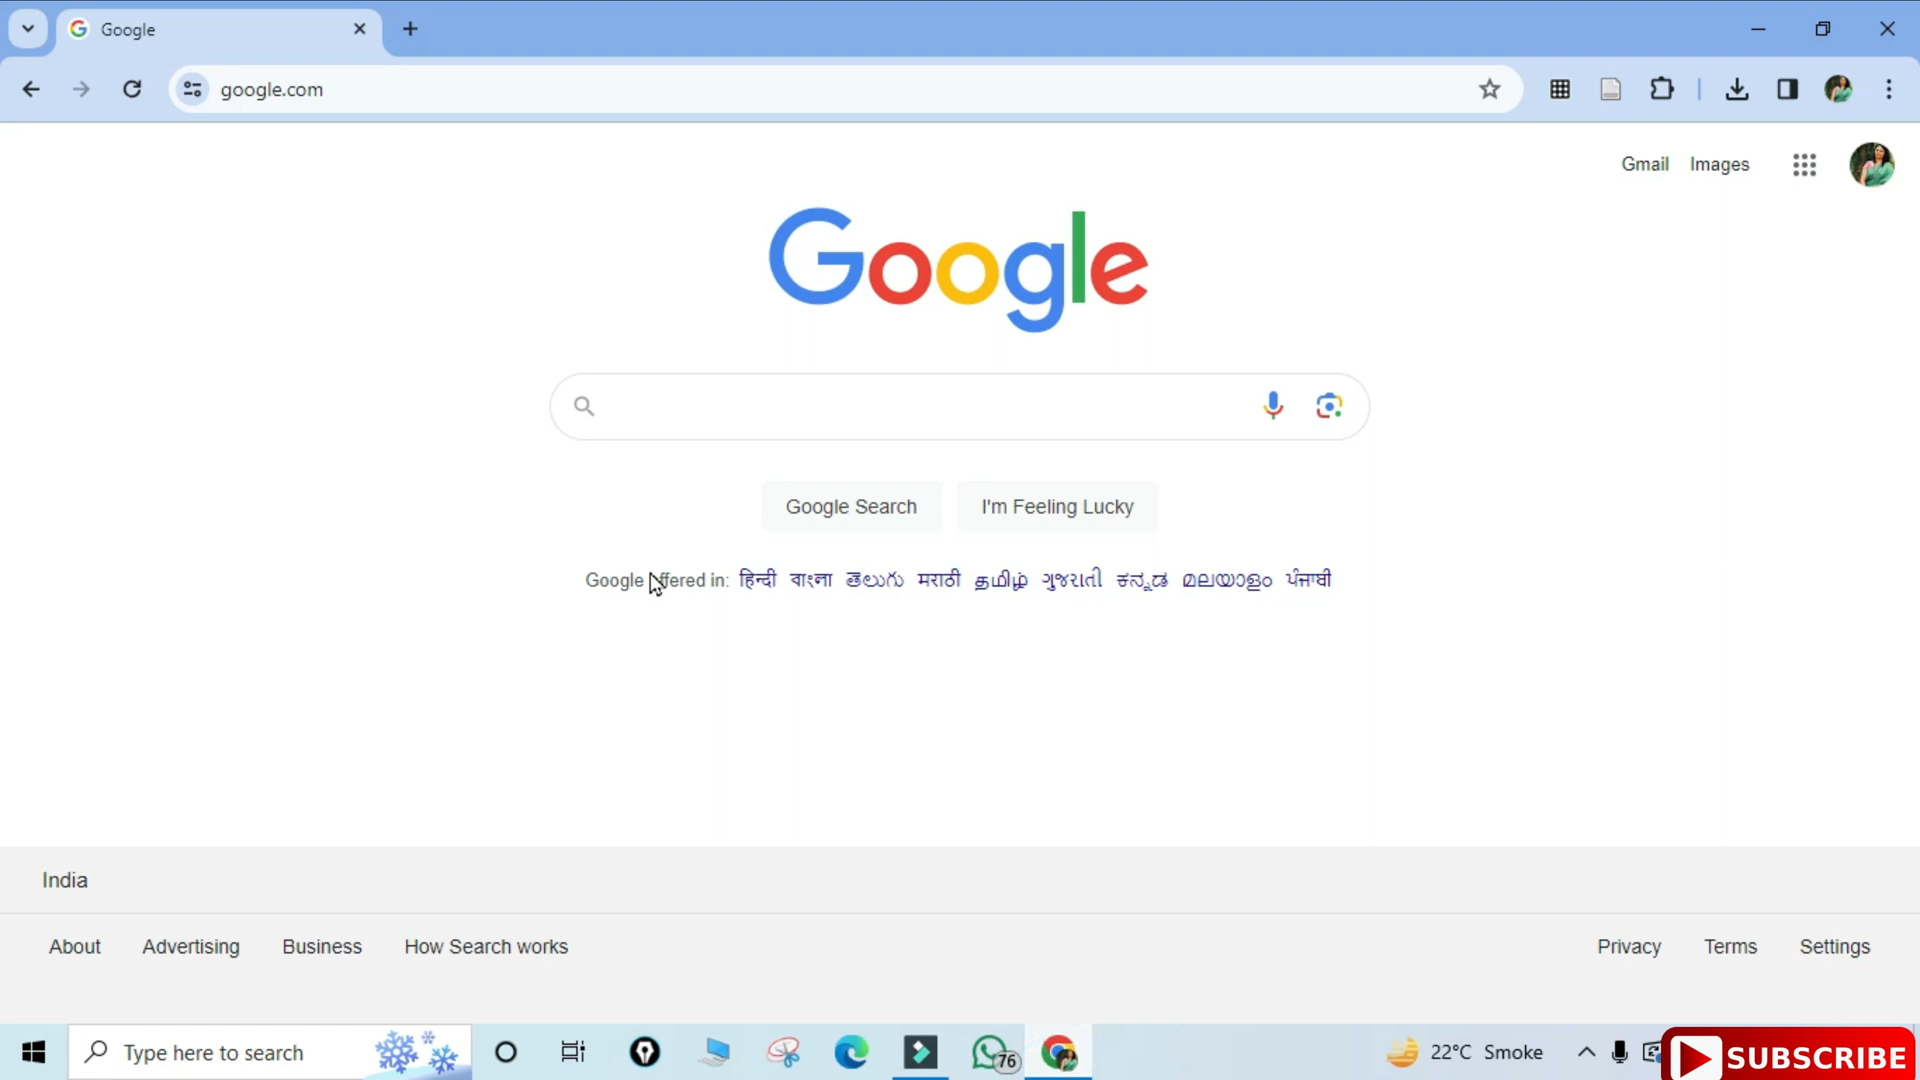 Google
google.com
Gmail Images
Google
Google Search I'm Feeling Lucky
Google offered in: हिन्दी বাংলা తెలుగు मराठी தமிழ் ગુજરાતી ಕನ್ನಡ മലയാളം ਪੰਜਾਬੀ
India
About Advertising Business How Search works Privacy Terms Settings
Type here to search 76 22°C Smoke SUBSCRIBE